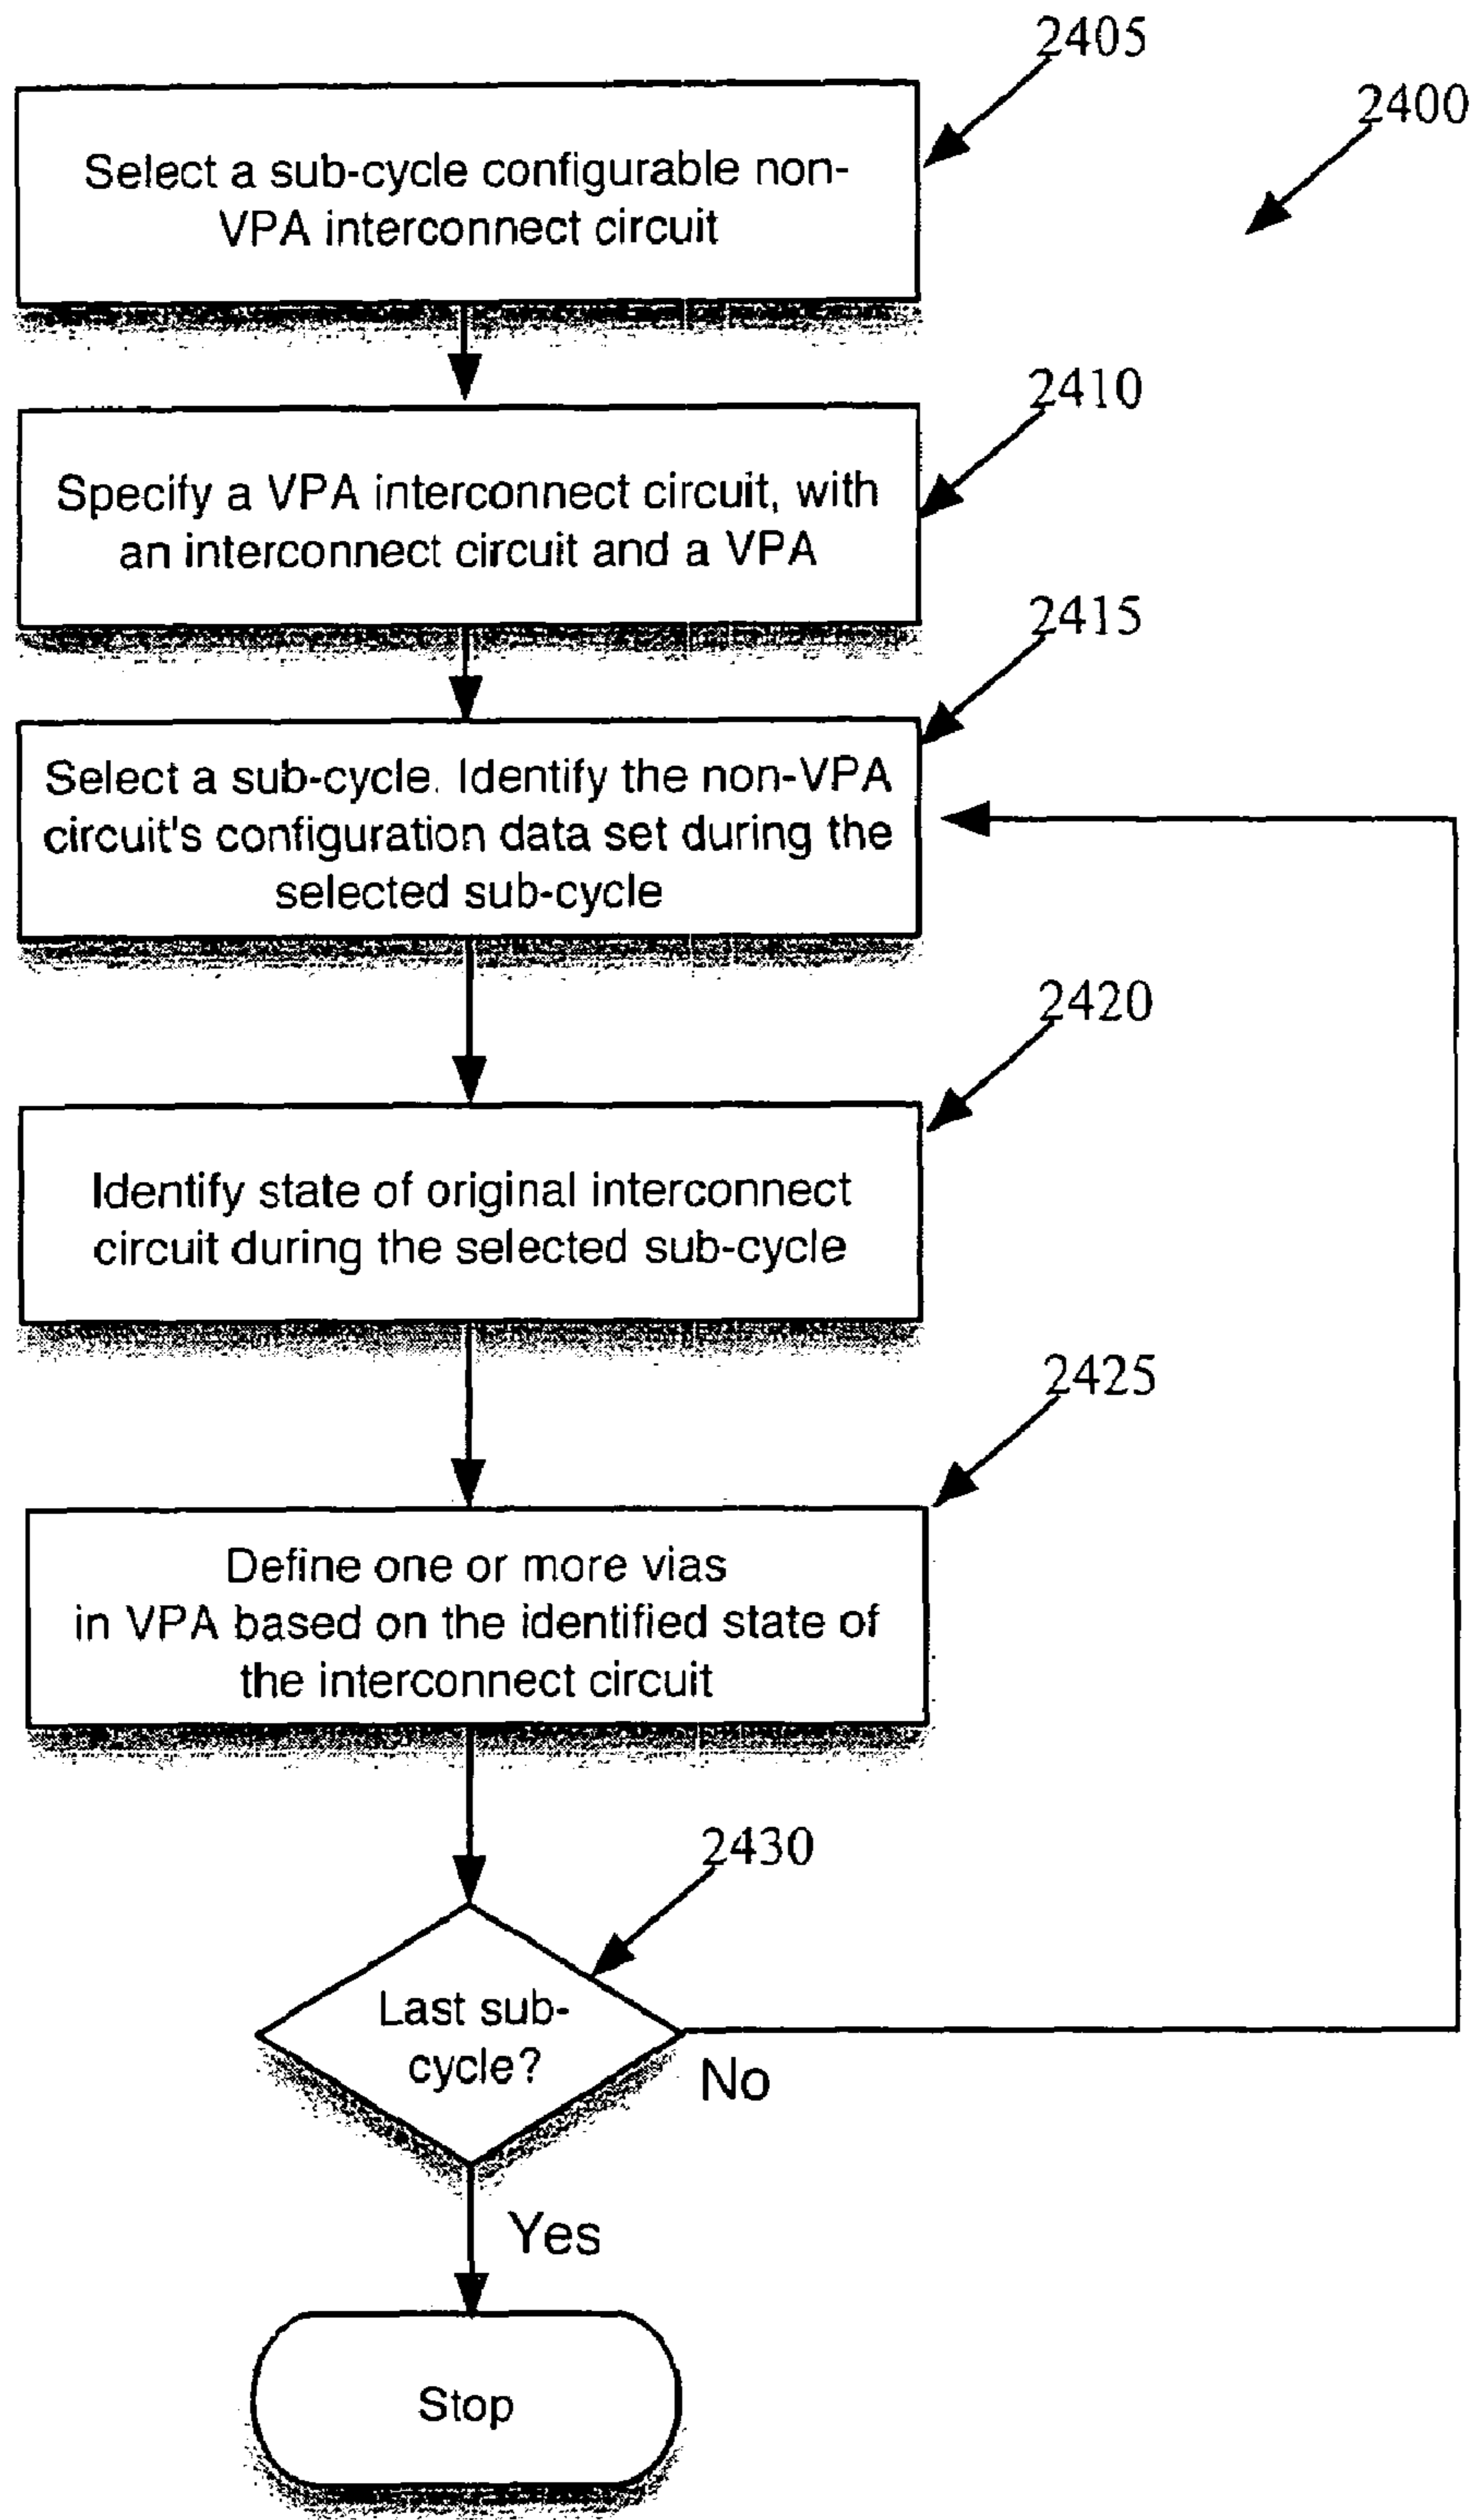 2405
2400
Select a sub-cycle configurable non-
VPA interconnect circuit
2410
Specify a VPA interconnect circuit, with
an interconnect circuit and a VPA
2415
Select a sub-cycle. Identify the non-VPA
circuit's configuration data set during the
selected sub-cycle
2420
Identify state of original interconnect
circuit during the selected sub-cycle
2425
Define one or more vias
in VPA based on the identified state of
the interconnect circuit
2430
Last sub-
cycle?
No
Yes
Stop